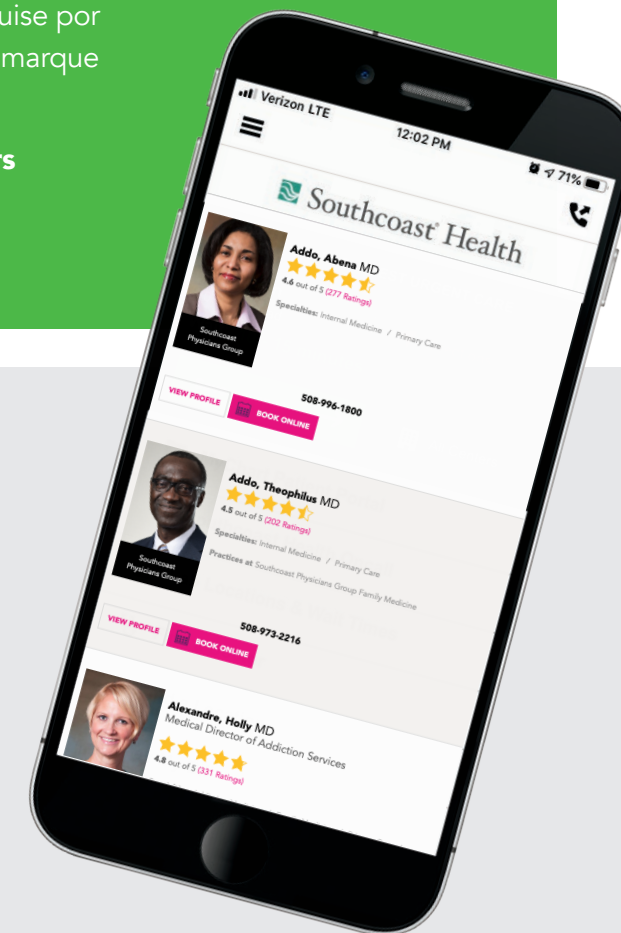 uise por
marque
rs
Verizon LTE
12:02 PM
71%
Southcoast Health
Addo, Abena MD
4.6 out of 5 (277 Ratings)
Specialties: Internal Medicine / Primary Care
Southcoast
Physicians Group
508-996-1800
VIEW PROFILE
BOOK ONLINE
Addo, Theophilus MD
4.5 out of 5 (202 Ratings)
Specialties: Internal Medicine / Primary Care
Practices at Southcoast Physicians Group Family Medicine
Southcoast
Physicians Group
508-973-2216
VIEW PROFILE
BOOK ONLINE
Alexandre, Holly MD
Medical Director of Addiction Services
4.8 out of 5 (331 Ratings)